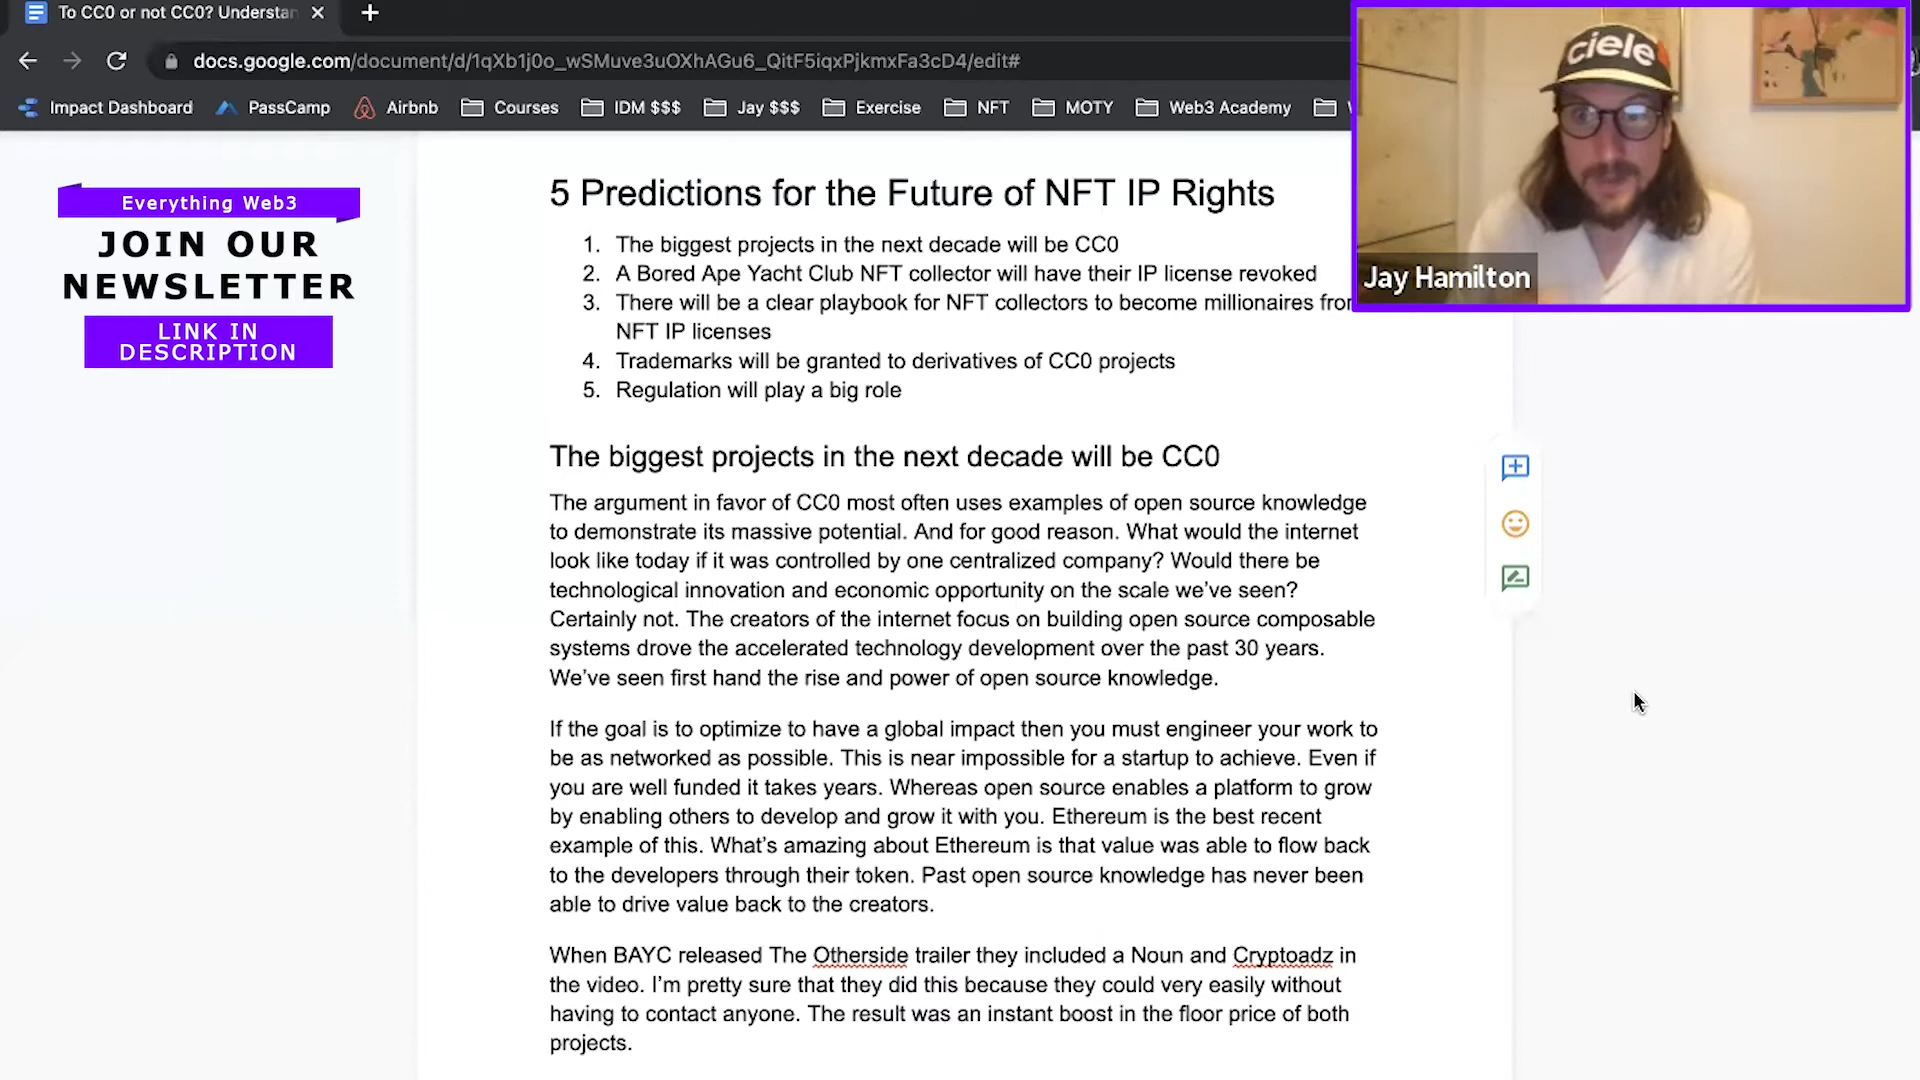 To CC0 or not CC0? Understa
docs.google.com/document/d/1qXb1j0o_wSMuve3uOXhAGu6_QitF5iqxPjkmxFa3cD4/edit#
Impact Dashboard PassCamp Airbnb Courses IDM $$$ Jay $$$ Exercise NFT MOTY Web3 Academy
ciele
Jay Hamilton
Everything Web3
JOIN OUR
NEWSLETTER
LINK IN
DESCRIPTION
5 Predictions for the Future of NFT IP Rights
1. The biggest projects in the next decade will be CC0
2. A Bored Ape Yacht Club NFT collector will have their IP license revoked
3. There will be a clear playbook for NFT collectors to become millionaires fro
NFT IP licenses
4. Trademarks will be granted to derivatives of CC0 projects
5. Regulation will play a big role
The biggest projects in the next decade will be CC0
The argument in favor of CC0 most often uses examples of open source knowledge
to demonstrate its massive potential. And for good reason. What would the internet
look like today if it was controlled by one centralized company? Would there be
technological innovation and economic opportunity on the scale we've seen?
Certainly not. The creators of the internet focus on building open source composable
systems drove the accelerated technology development over the past 30 years.
We've seen first hand the rise and power of open source knowledge.
If the goal is to optimize to have a global impact then you must engineer your work to
be as networked as possible. This is near impossible for a startup to achieve. Even if
you are well funded it takes years. Whereas open source enables a platform to grow
by enabling others to develop and grow it with you. Ethereum is the best recent
example of this. What's amazing about Ethereum is that value was able to flow back
to the developers through their token. Past open source knowledge has never been
able to drive value back to the creators.
When BAYC released The Otherside trailer they included a Noun and Cryptoadz in
the video. I'm pretty sure that they did this because they could very easily without
having to contact anyone. The result was an instant boost in the floor price of both
projects.